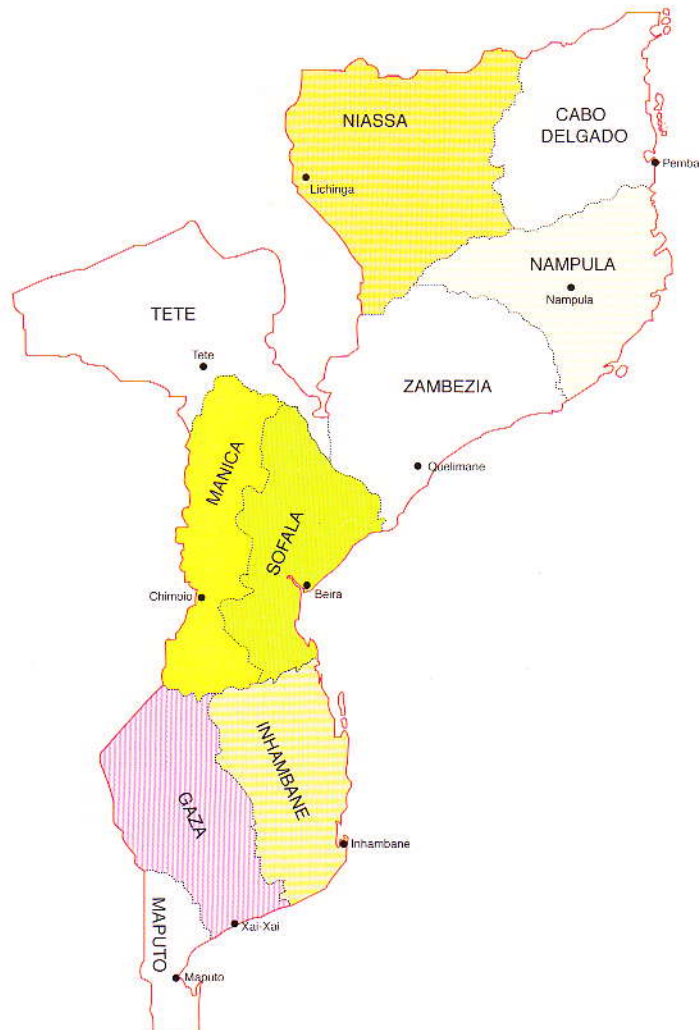 NIASSA
CABO
DELGADO
Pemba
Lichinga
NAMPULA
Nampula
TETE
Tete
ZAMBEZIA
MANICA
Quelimane
SOFALA
Chimoio
Beira
INHAMBANE
GAZA
Inhambane
MAPUTO
Xai-Xai
Maputo